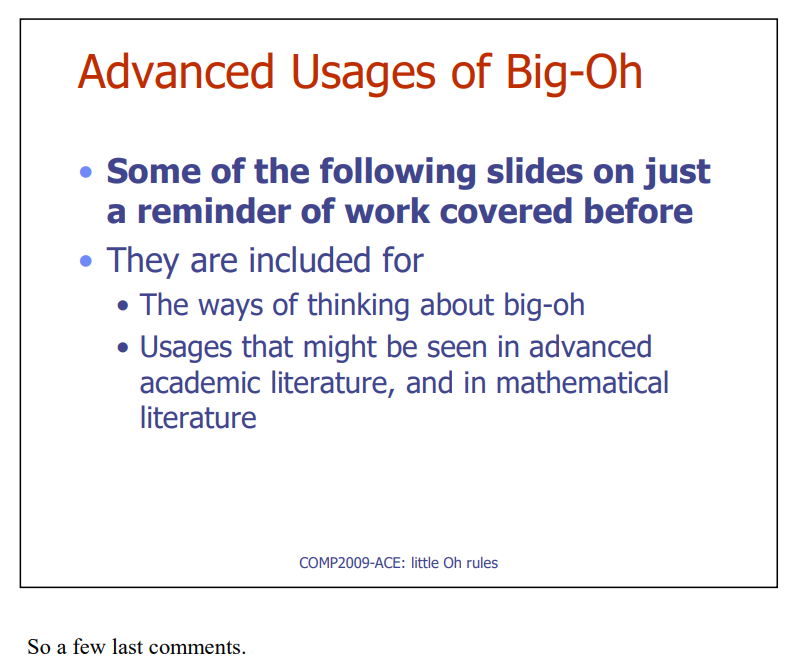 Advanced Usages of Big-Oh
• Some of the following slides on just
a reminder of work covered before
• They are included for
• The ways of thinking about big-oh
• Usages that might be seen in advanced
academic literature, and in mathematical
literature
COMP2009-ACE: little Oh rules
So a few last comments.